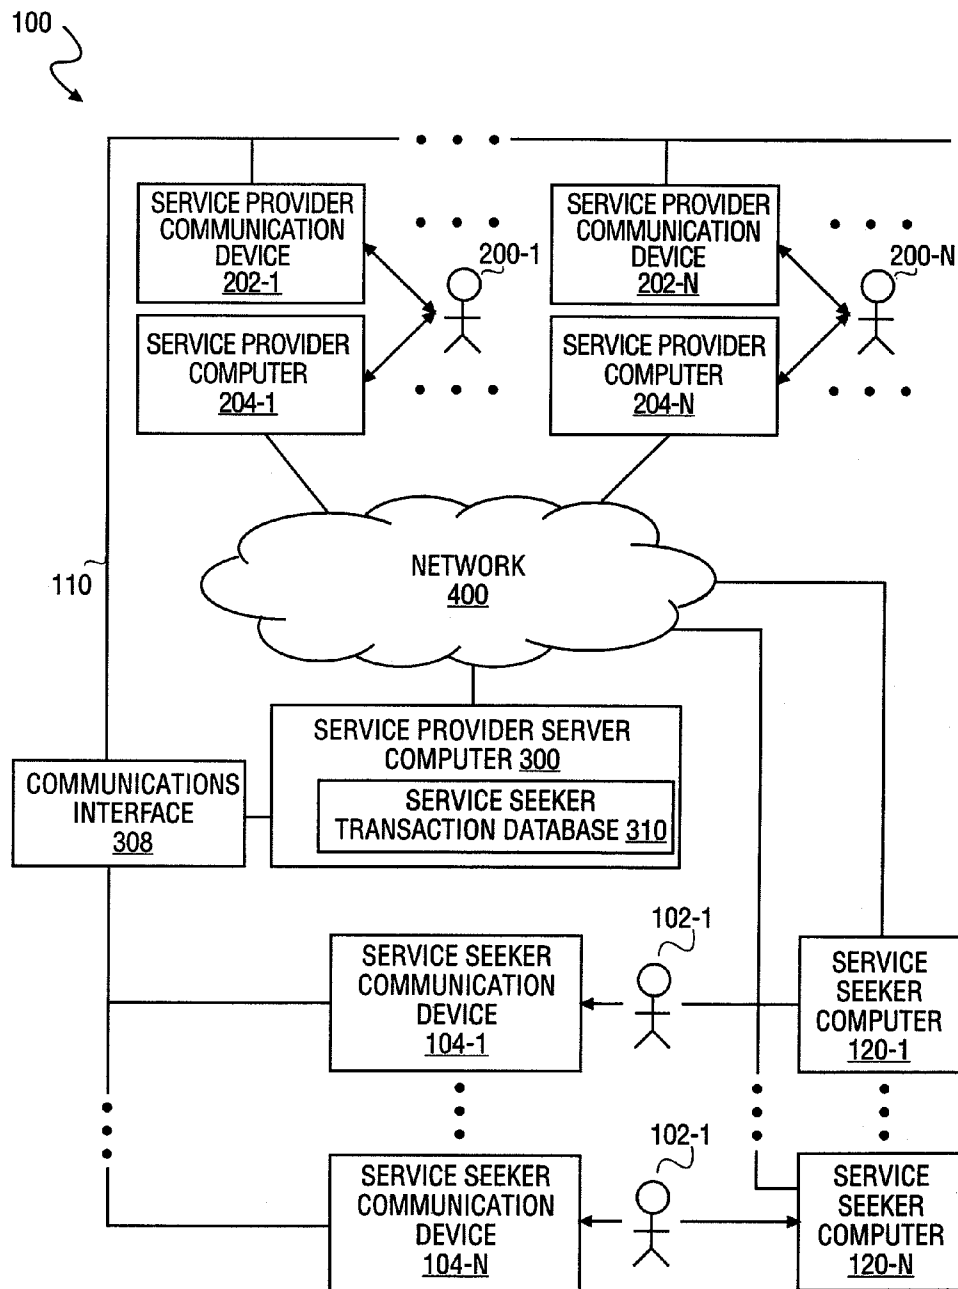 100
SERVICE PROVIDER
COMMUNICATION
DEVICE
202-1
200-1
SERVICE PROVIDER
COMMUNICATION
DEVICE
202-N
200-N
SERVICE PROVIDER
COMPUTER
204-1
SERVICE PROVIDER
COMPUTER
204-N
110
NETWORK
400
SERVICE PROVIDER SERVER
COMPUTER 300
SERVICE SEEKER
TRANSACTION DATABASE 310
COMMUNICATIONS
INTERFACE
308
SERVICE SEEKER
COMMUNICATION
DEVICE
104-1
102-1
SERVICE
SEEKER
COMPUTER
120-1
SERVICE SEEKER
COMMUNICATION
DEVICE
104-N
102-1
SERVICE
SEEKER
COMPUTER
120-N